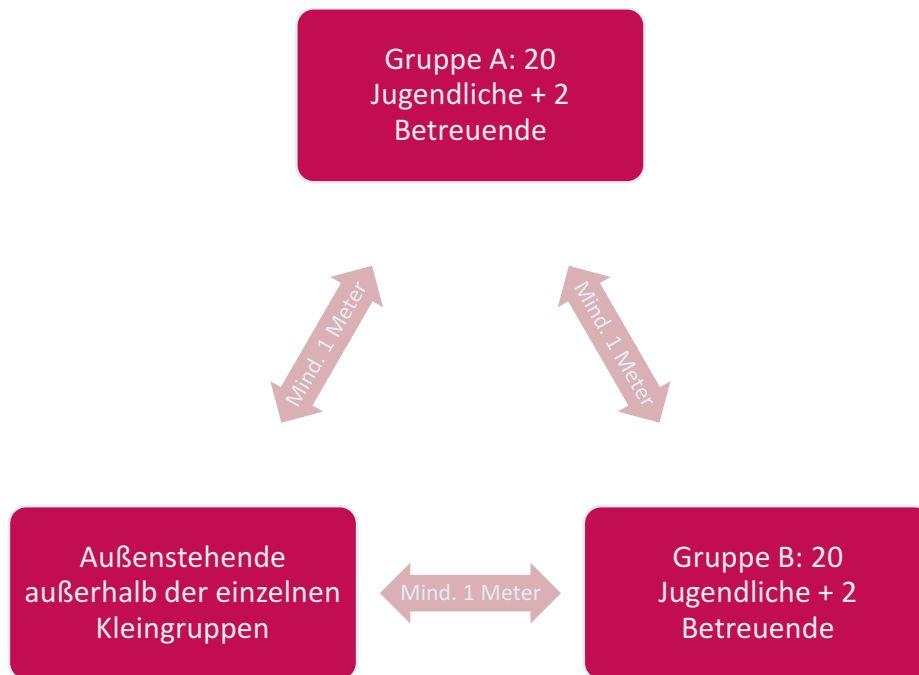 Gruppe A: 20
Jugendliche + 2
Betreuende
Mind. 1 Meter
Mind. 1 Meter
Außenstehende
außerhalb der einzelnen
Kleingruppen
Mind. 1 Meter
Gruppe B: 20
Jugendliche + 2
Betreuende